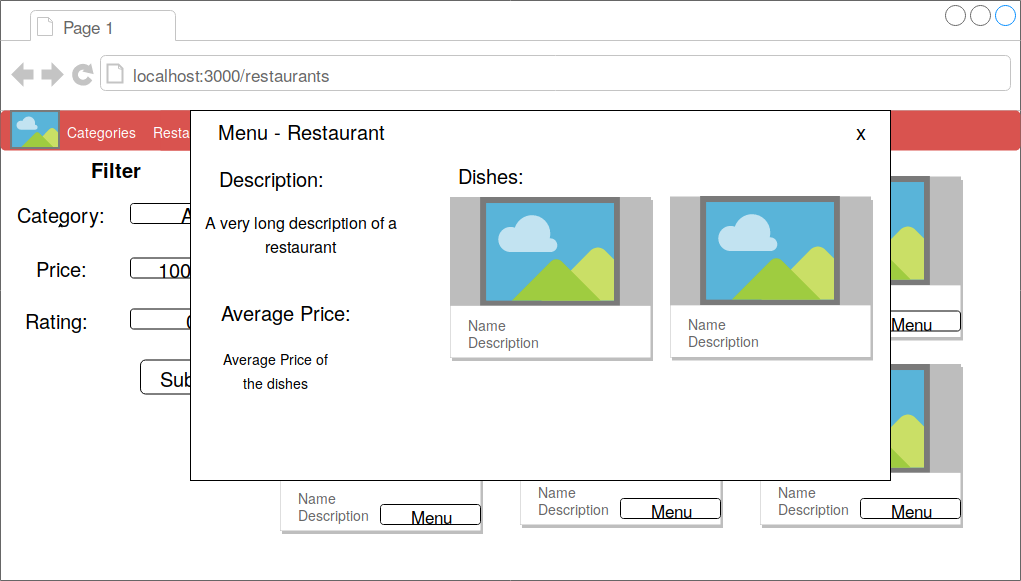 Page 1
localhost:3000/restaurants
Categories
Resta
Menu - Restaurant
x
Filter
Category:
A
Price:
100
Rating:
Sub
Description:
A very long description of a
restaurant
Average Price:
Average Price of
the dishes
Dishes:
Name
Description
Name
Description
Menu
Name
Description
Menu
Name
Description
Menu
Name
Description
Menu